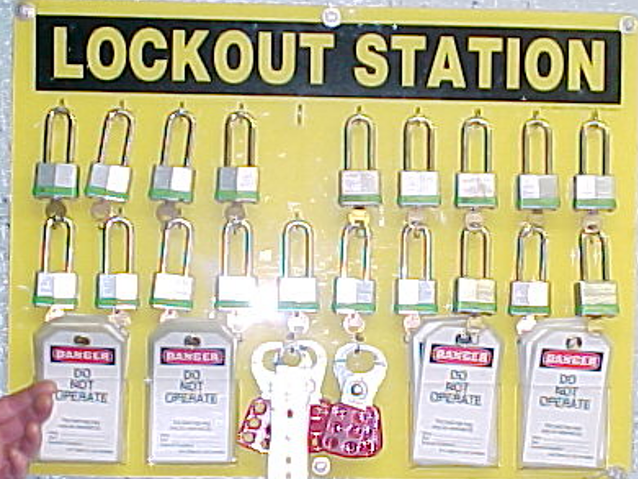 LOCKOUT STATION
DANGER
DO
NOT
OPERATE
DANGER
DO
NOT
OPERATE
DANGER
DO
NOT
OPERATE
DANGER
DO
NOT
OPERATE